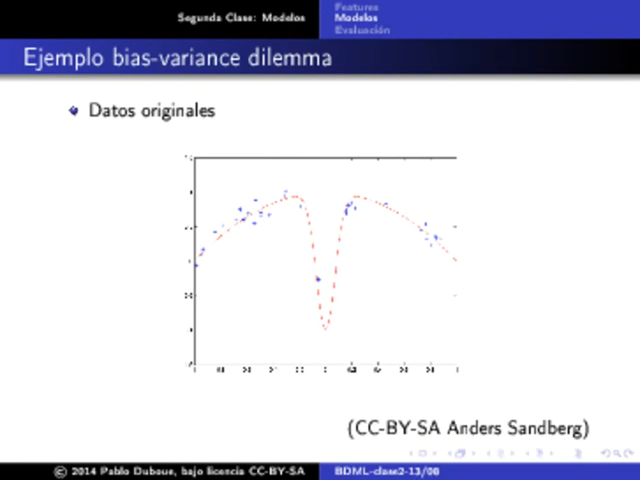 Segunda Clase: Modelos
Features
Modelos
Evaluación
Ejemplo bias-variance dilemma
Datos originales
(CC-BY-SA Anders Sandberg)
© 2014 Pablo Duboue, bajo licencia CC-BY-SA
BDML-clase2-13/08